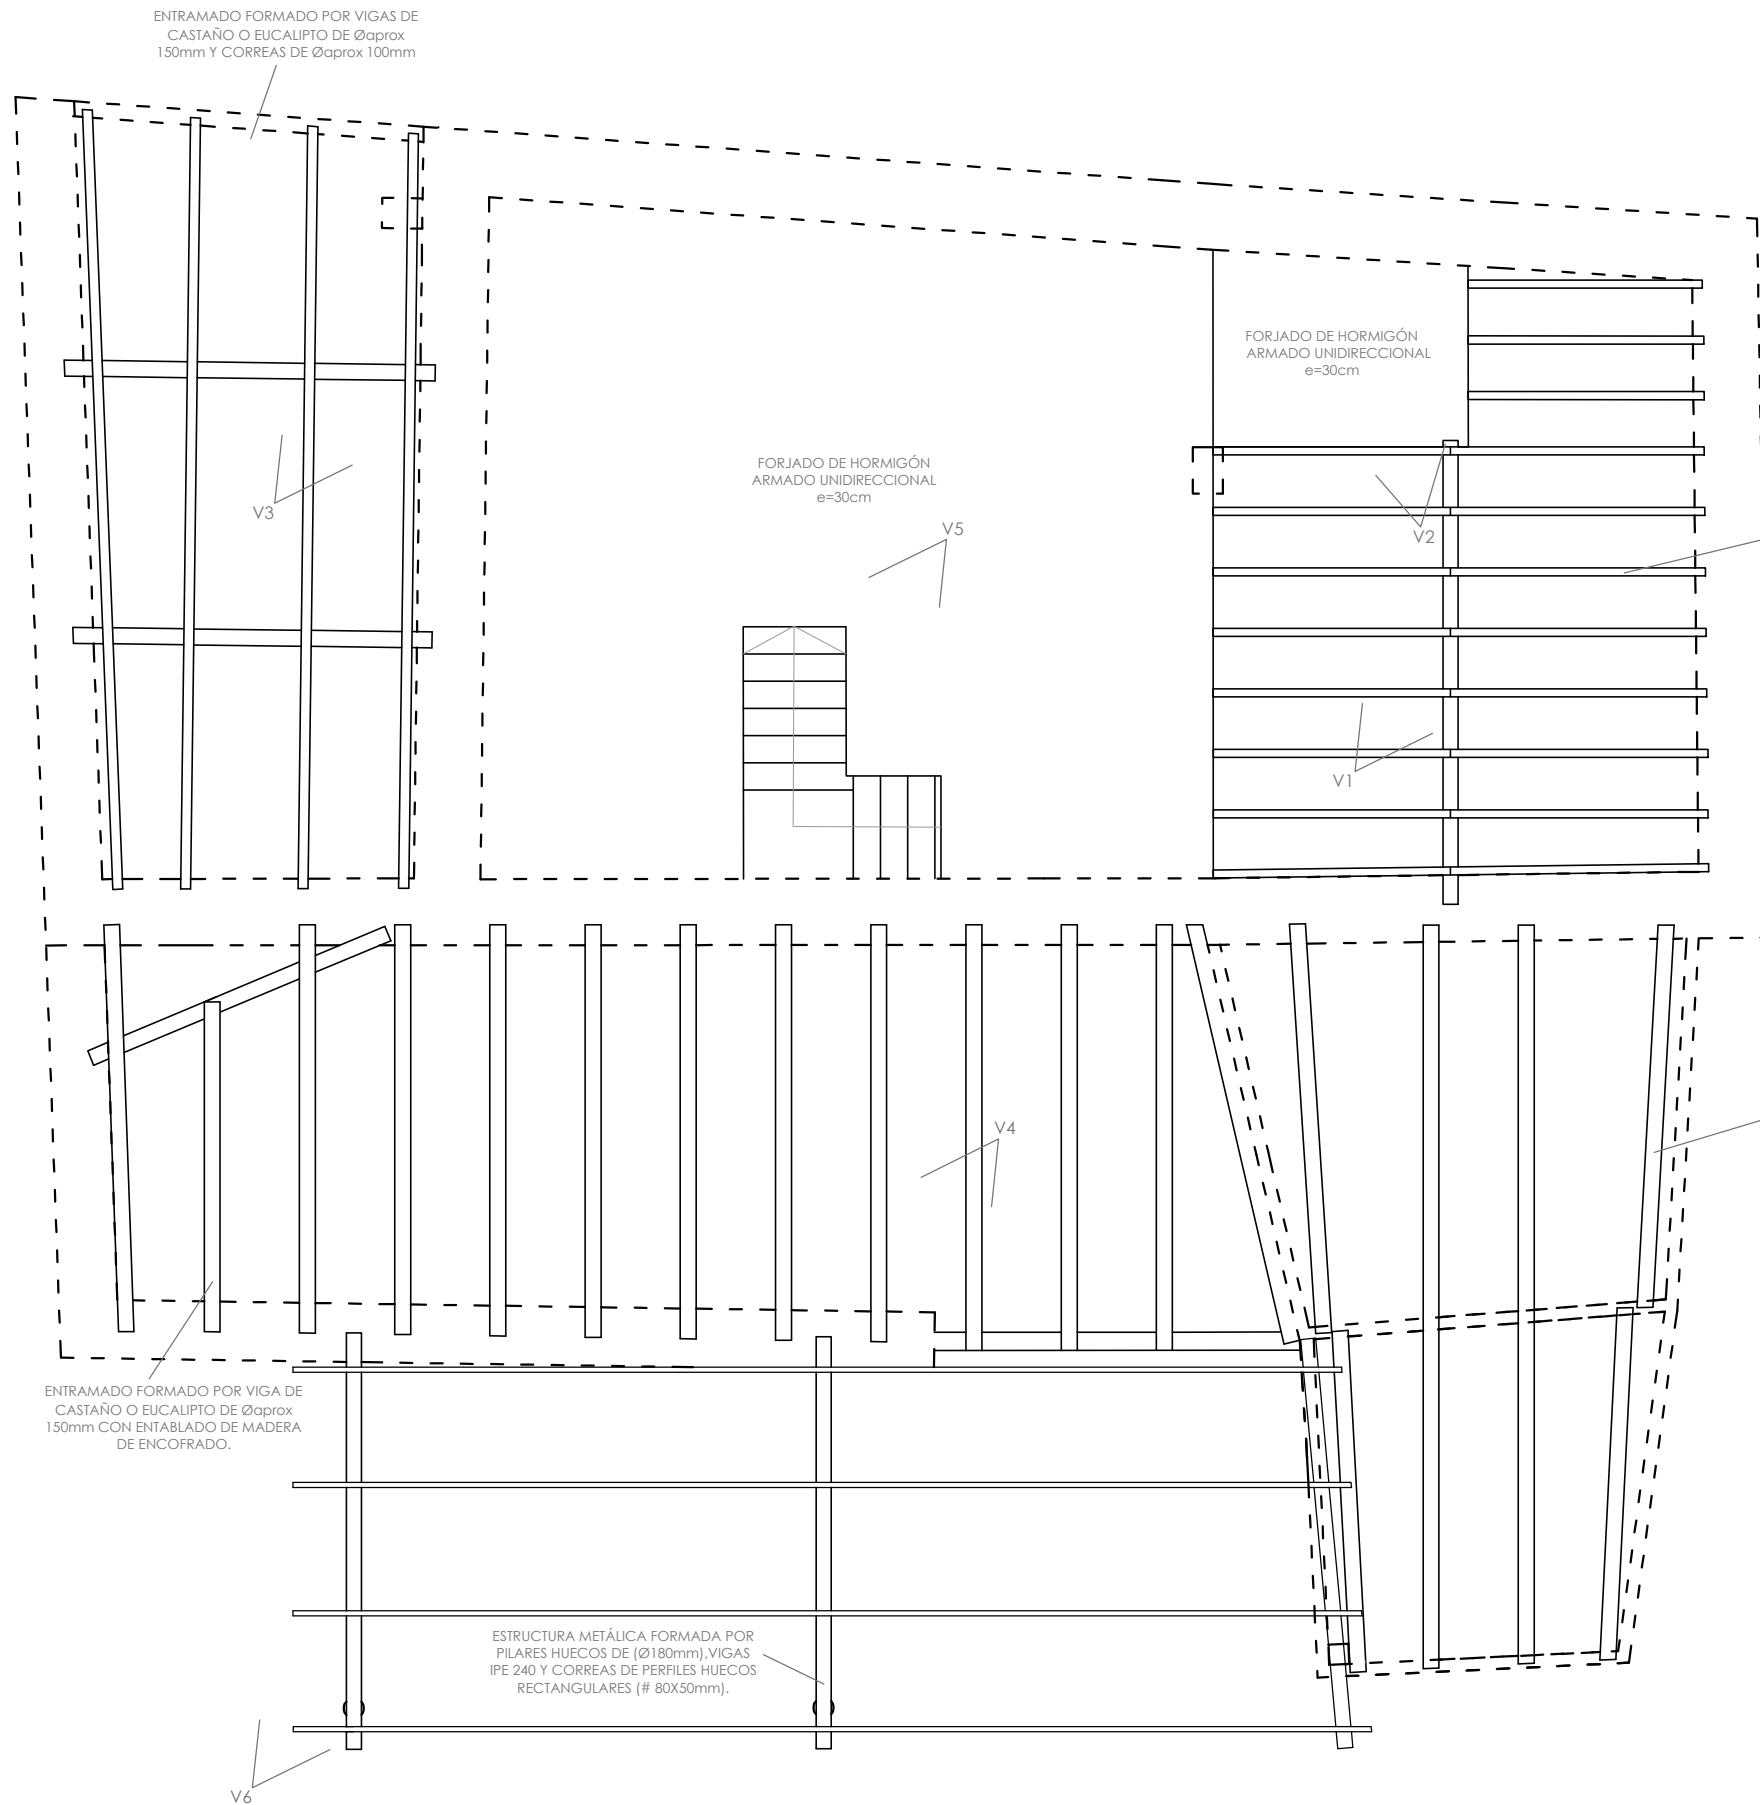 ENTRAMADO FORMADO POR VIGAS DE
CASTAÑO O EUCALIPTO DE Øaprox
150mm Y CORREAS DE Øaprox 100mm
FORJADO DE HORMIGÓN
ARMADO UNIDIRECCIONAL
e=30cm
FORJADO DE HORMIGÓN
ARMADO UNIDIRECCIONAL
e=30cm
V3
V5
V2
V1
V4
ENTRAMADO FORMADO POR VIGA DE
CASTAÑO O EUCALIPTO DE Øaprox
150mm CON ENTABLADO DE MADERA
DE ENCOFRADO.
ESTRUCTURA METÁLICA FORMADA POR
PILARES HUECOS DE (Ø180mm),VIGAS
IPE 240 Y CORREAS DE PERFILES HUECOS
RECTANGULARES (# 80X50mm).
V6